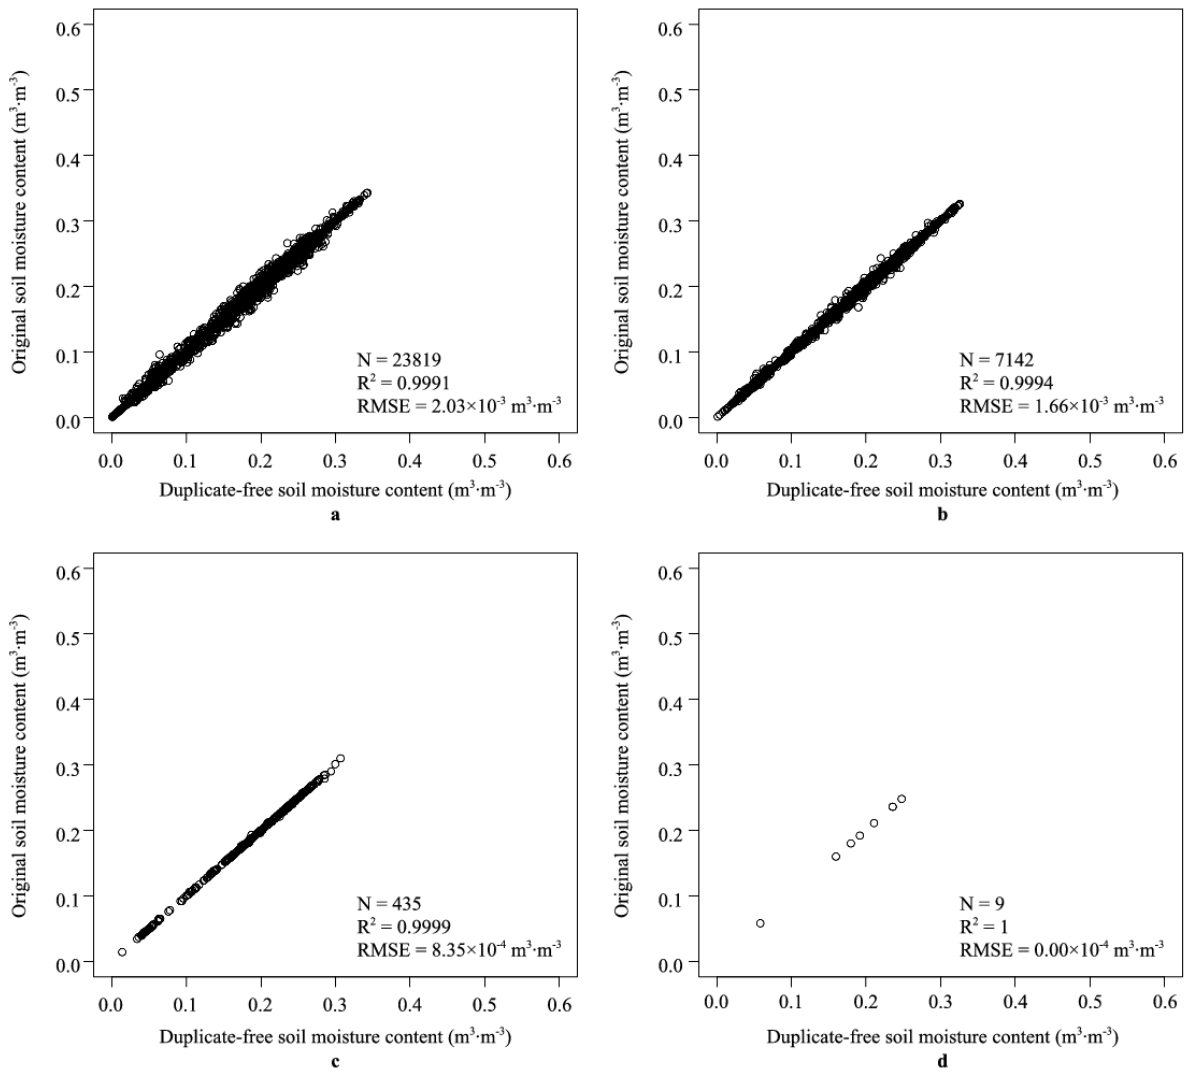 0.6
0.5
0.4
0.3
0.2
0.1
0.0
Original soil moisture content (m³·m⁻³)
N = 23819
R² = 0.9991
RMSE = 2.03×10⁻³ m³·m⁻³
0.0 0.1 0.2 0.3 0.4 0.5 0.6
Duplicate-free soil moisture content (m³·m⁻³)
a
0.6
0.5
0.4
0.3
0.2
0.1
0.0
Original soil moisture content (m³·m⁻³)
N = 7142
R² = 0.9994
RMSE = 1.66×10⁻³ m³·m⁻³
0.0 0.1 0.2 0.3 0.4 0.5 0.6
Duplicate-free soil moisture content (m³·m⁻³)
b
0.6
0.5
0.4
0.3
0.2
0.1
0.0
Original soil moisture content (m³·m⁻³)
N = 435
R² = 0.9999
RMSE = 8.35×10⁻⁴ m³·m⁻³
0.0 0.1 0.2 0.3 0.4 0.5 0.6
Duplicate-free soil moisture content (m³·m⁻³)
c
0.6
0.5
0.4
0.3
0.2
0.1
0.0
Original soil moisture content (m³·m⁻³)
N = 9
R² = 1
RMSE = 0.00×10⁻⁴ m³·m⁻³
0.0 0.1 0.2 0.3 0.4 0.5 0.6
Duplicate-free soil moisture content (m³·m⁻³)
d